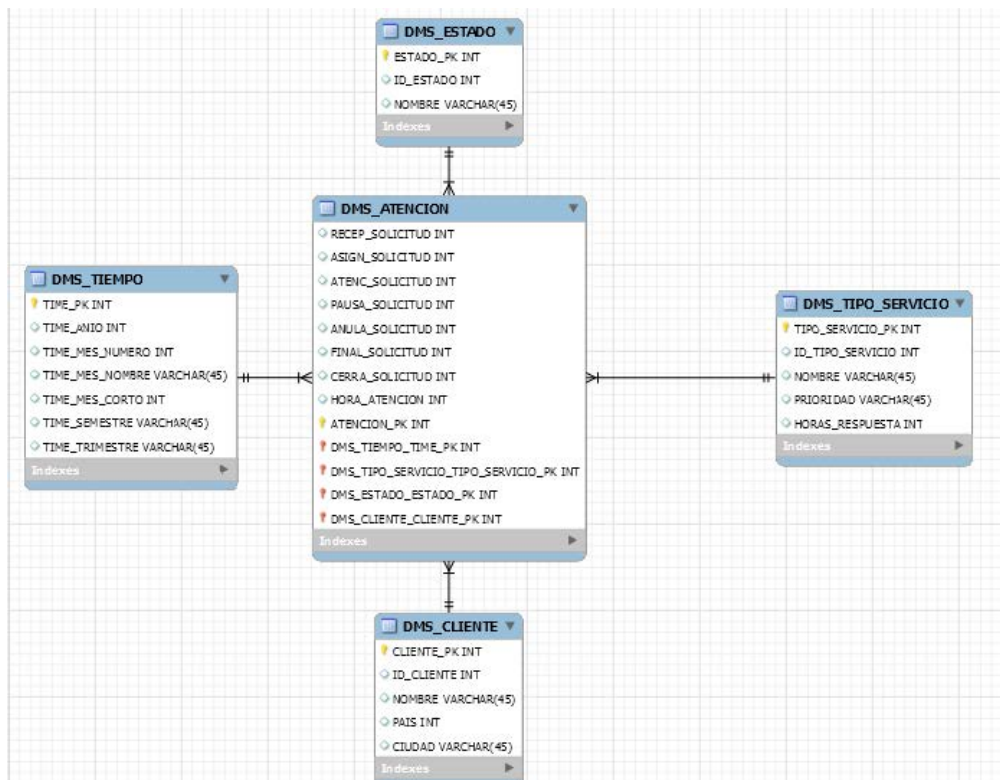 DMS_ESTADO
ESTADO_PK INT
ID_ESTADO INT
NOMBRE VARCHAR(45)
Indexes
DMS_ATENCION
RECEP_SOLICITUD INT
ASIGN_SOLICITUD INT
ATENC_SOLICITUD INT
PAUSA_SOLICITUD INT
ANULA_SOLICITUD INT
FINAL_SOLICITUD INT
CERRA_SOLICITUD INT
HORA_ATENCION INT
ATENCION_PK INT
DMS_TIEMPO_TIME_PK INT
DMS_TIPO_SERVICIO_TIPO_SERVICIO_PK INT
DMS_ESTADO_ESTADO_PK INT
DMS_CLIENTE_CLIENTE_PK INT
Indexes
DMS_TIEMPO
TIME_PK INT
TIME_ANIO INT
TIME_MES_NUMERO INT
TIME_MES_NOMBRE VARCHAR(45)
TIME_MES_CORTO INT
TIME_SEMESTRE VARCHAR(45)
TIME_TRIMESTRE VARCHAR(45)
Indexes
DMS_TIPO_SERVICIO
TIPO_SERVICIO_PK INT
ID_TIPO_SERVICIO INT
NOMBRE VARCHAR(45)
PRIORIDAD VARCHAR(45)
HORAS_RESPUESTA INT
Indexes
DMS_CLIENTE
CLIENTE_PK INT
ID_CLIENTE INT
NOMBRE VARCHAR(45)
PAIS INT
CIUDAD VARCHAR(45)
Indexes